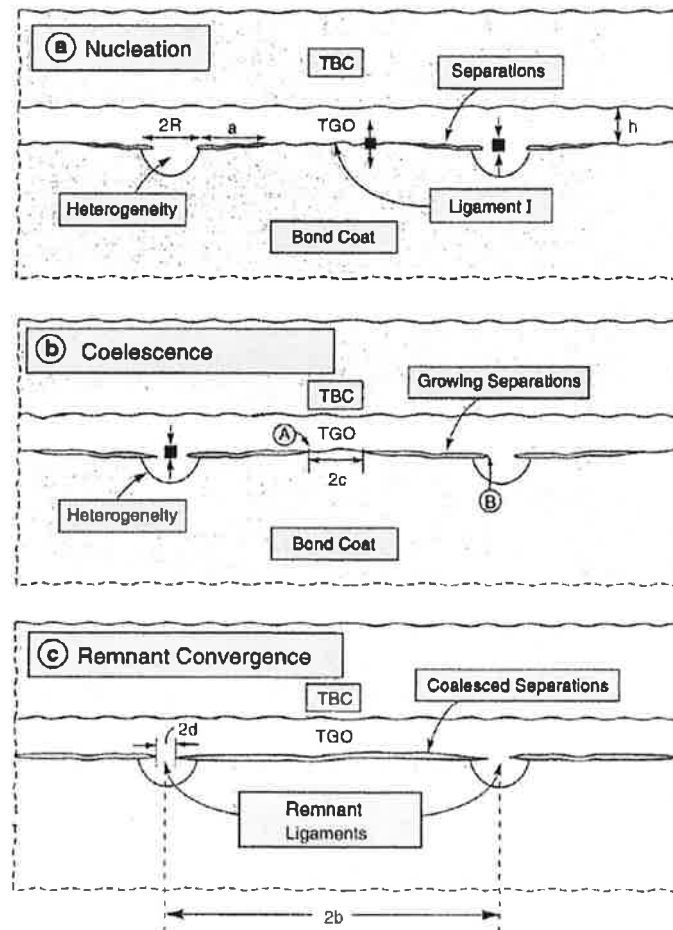 a Nucleation
TBC
Separations
2R
a
TGO
h
Heterogeneity
Ligament I
Bond Coat
b Coelescence
TBC
Growing Separations
A
TGO
2c
B
Heterogeneity
Bond Coat
c Remnant Convergence
TBC
Coalesced Separations
2d
TGO
Remnant
Ligaments
2b